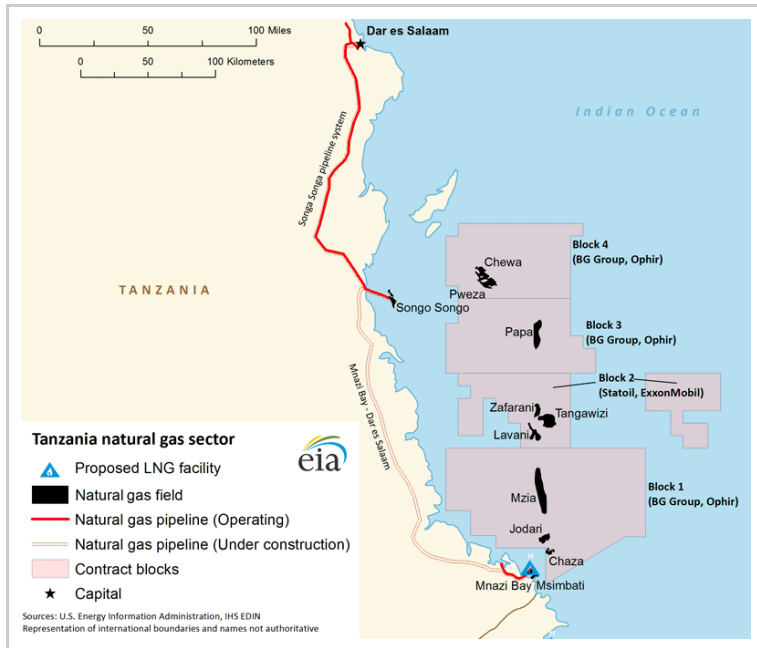 0 50 100 Miles
0 50 100 Kilometers
Dar es Salaam
Indian Ocean
Songa Songa pipeline system
TANZANIA
Block 4
(BG Group, Ophir)
Chewa
Pweza
Songo Songo
Papa
Block 3
(BG Group, Ophir)
Mnazi Bay - Dar es Salaam
Block 2
(Statoil, ExxonMobil)
Zafarani
Tangawizi
Lavani
Block 1
(BG Group, Ophir)
Mzia
Jodari
Chaza
Mnazi Bay
Msimbati
Tanzania natural gas sector
eia
Proposed LNG facility
Natural gas field
Natural gas pipeline (Operating)
Natural gas pipeline (Under construction)
Contract blocks
Capital
Sources: U.S. Energy Information Administration, IHS EDIN
Representation of international boundaries and names not authoritative